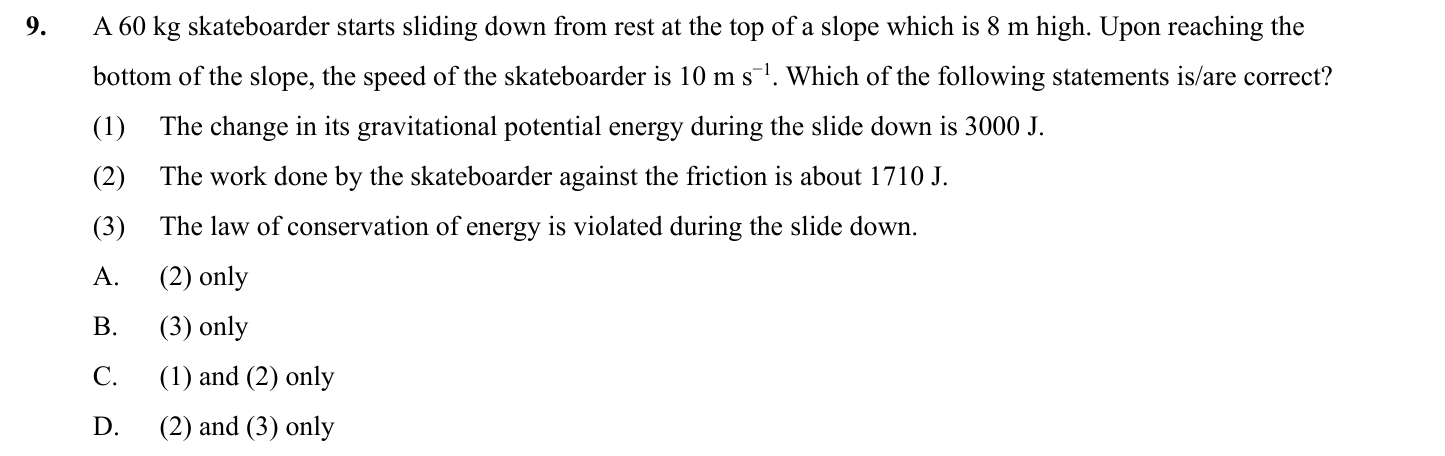 9. A 60 kg skateboarder starts sliding down from rest at the top of a slope which is 8 m high. Upon reaching the
bottom of the slope, the speed of the skateboarder is 10 m s⁻¹. Which of the following statements is/are correct?
(1) The change in its gravitational potential energy during the slide down is 3000 J.
(2) The work done by the skateboarder against the friction is about 1710 J.
(3) The law of conservation of energy is violated during the slide down.
A. (2) only
B. (3) only
C. (1) and (2) only
D. (2) and (3) only